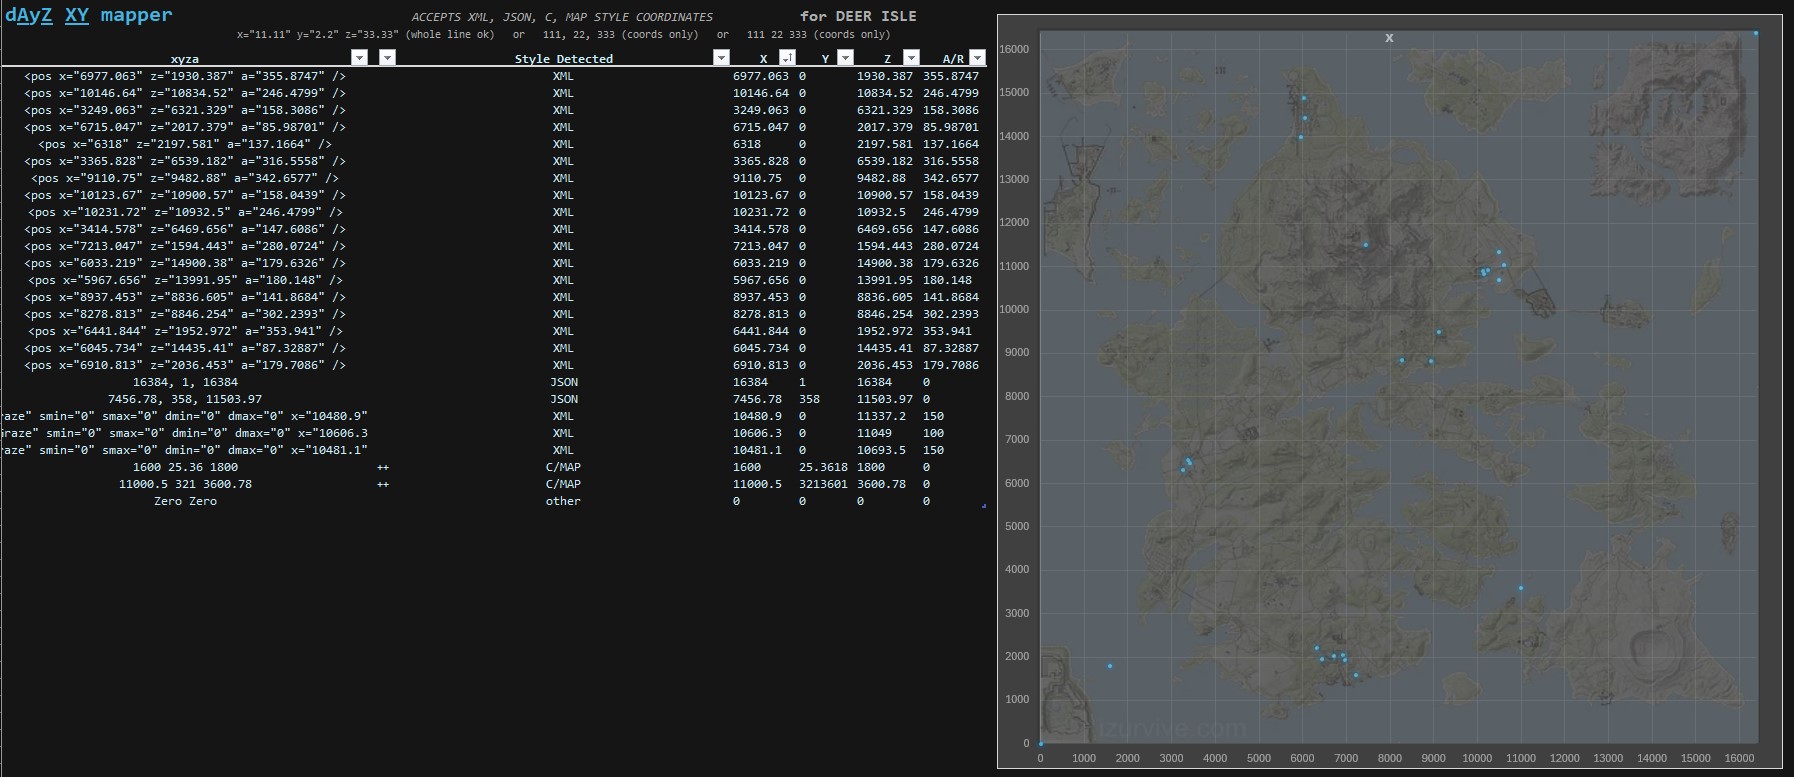 dAyZ XY mapper
ACCEPTS XML, JSON, C, MAP STYLE COORDINATES
for DEER ISLE
x="11.11" y="2.2" z="33.33" (whole line ok) or 111, 22, 333 (coords only) or 111 22 333 (coords only)
xyza Style Detected X Y Z A/R
<pos x="6977.063" z="1930.387" a="355.8747" /> XML 6977.063 0 1930.387 355.8747
<pos x="10146.64" z="10834.52" a="246.4799" /> XML 10146.64 0 10834.52 246.4799
<pos x="3249.063" z="6321.329" a="158.3086" /> XML 3249.063 0 6321.329 158.3086
<pos x="6715.047" z="2017.379" a="85.98701" /> XML 6715.047 0 2017.379 85.98701
<pos x="6318" z="2197.581" a="137.1664" /> XML 6318 0 2197.581 137.1664
<pos x="3365.828" z="6539.182" a="316.5558" /> XML 3365.828 0 6539.182 316.5558
<pos x="9110.75" z="9482.88" a="342.6577" /> XML 9110.75 0 9482.88 342.6577
<pos x="10123.67" z="10900.57" a="158.0439" /> XML 10123.67 0 10900.57 158.0439
<pos x="10231.72" z="10932.5" a="246.4799" /> XML 10231.72 0 10932.5 246.4799
<pos x="3414.578" z="6469.656" a="147.6086" /> XML 3414.578 0 6469.656 147.6086
<pos x="7213.047" z="1594.443" a="280.0724" /> XML 7213.047 0 1594.443 280.0724
<pos x="6033.219" z="14900.38" a="179.6326" /> XML 6033.219 0 14900.38 179.6326
<pos x="5967.656" z="13991.95" a="180.148" /> XML 5967.656 0 13991.95 180.148
<pos x="8937.453" z="8836.605" a="141.8684" /> XML 8937.453 0 8836.605 141.8684
<pos x="8278.813" z="8846.254" a="302.2393" /> XML 8278.813 0 8846.254 302.2393
<pos x="6441.844" z="1952.972" a="353.941" /> XML 6441.844 0 1952.972 353.941
<pos x="6045.734" z="14435.41" a="87.32887" /> XML 6045.734 0 14435.41 87.32887
<pos x="6910.813" z="2036.453" a="179.7086" /> XML 6910.813 0 2036.453 179.7086
16384, 1, 16384 JSON 16384 1 16384 0
7456.78, 358, 11503.97 JSON 7456.78 358 11503.97 0
raze" smin="0" smax="0" dmin="0" dmax="0" x="10480.9" XML 10480.9 0 11337.2 150
raze" smin="0" smax="0" dmin="0" dmax="0" x="10606.3 XML 10606.3 0 11049 100
raze" smin="0" smax="0" dmin="0" dmax="0" x="10481.1" XML 10481.1 0 10693.5 150
1600 25.36 1800 ++ C/MAP 1600 25.3618 1800 0
11000.5 321 3600.78 ++ C/MAP 11000.5 3213601 3600.78 0
Zero Zero other 0 0 0 0
X
16000
15000
14000
13000
12000
11000
10000
9000
8000
7000
6000
5000
4000
3000
2000
1000
0
izurvive.com
0 1000 2000 3000 4000 5000 6000 7000 8000 9000 10000 11000 12000 13000 14000 15000 16000